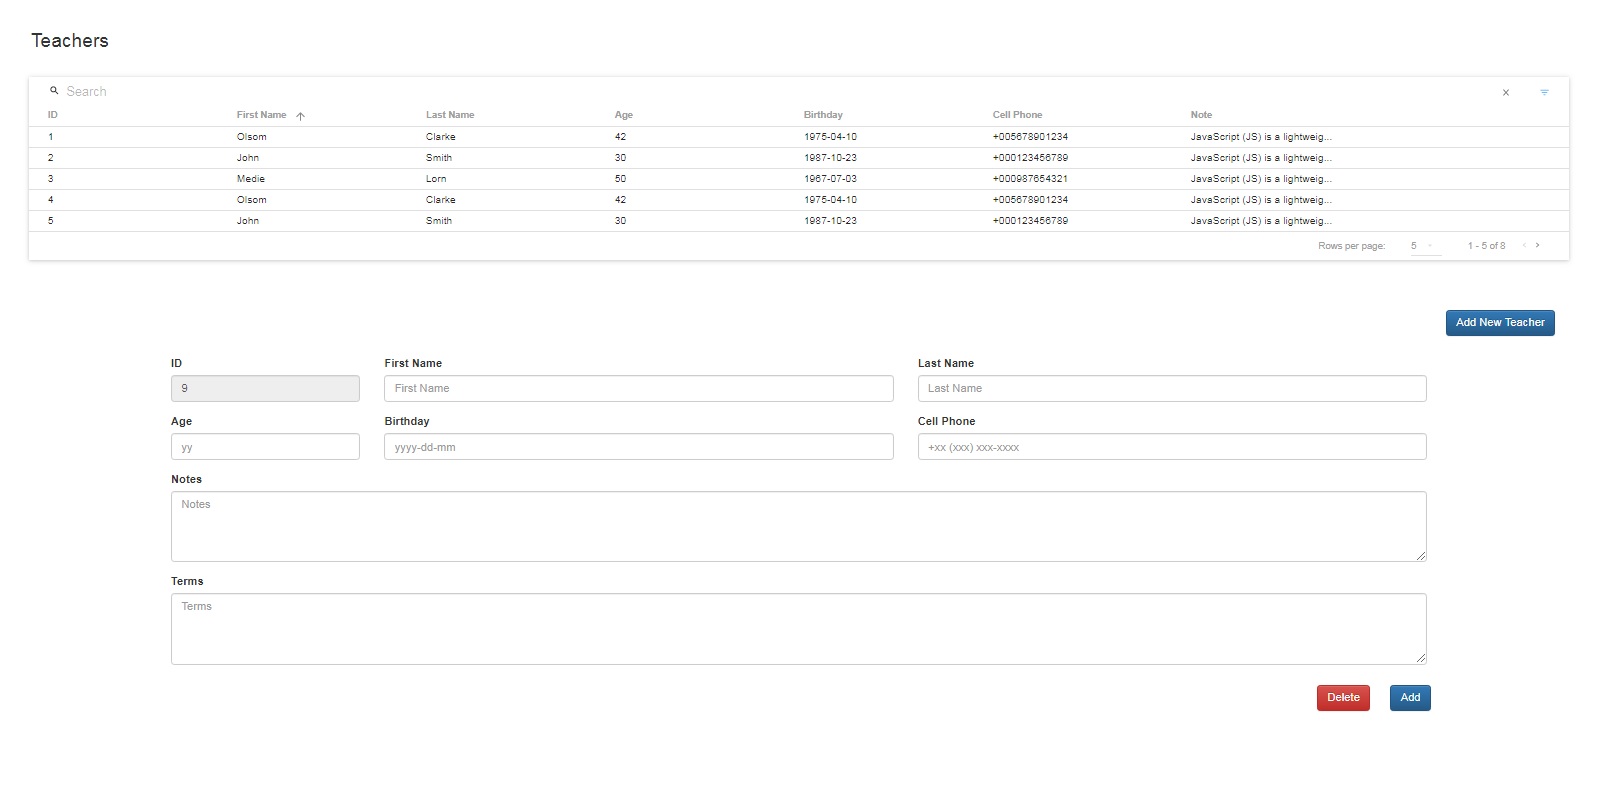 Teachers
Search
ID First Name Last Name Age Birthday Cell Phone Note
1 Olsom Clarke 42 1975-04-10 +005678901234 JavaScript (JS) is a lightweig...
2 John Smith 30 1987-10-23 +000123456789 JavaScript (JS) is a lightweig...
3 Medie Lorn 50 1967-07-03 +000987654321 JavaScript (JS) is a lightweig...
4 Olsom Clarke 42 1975-04-10 +005678901234 JavaScript (JS) is a lightweig...
5 John Smith 30 1987-10-23 +000123456789 JavaScript (JS) is a lightweig...
Rows per page: 5 1 - 5 of 8
Add New Teacher
ID First Name Last Name
9 First Name Last Name
Age Birthday Cell Phone
yy yyyy-dd-mm +xx (xxx) xxx-xxxx
Notes
Notes
Terms
Terms
Delete Add